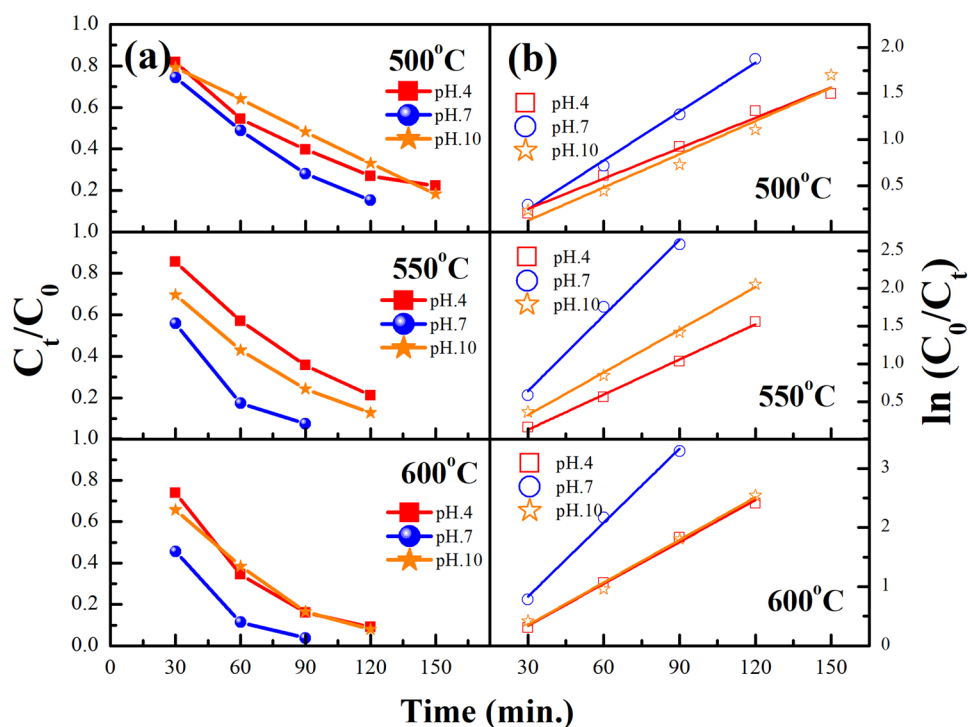 (a)
500°C
pH.4
pH.7
pH.10
1.0
0.8
0.6
0.4
0.2
1.0
550°C
pH.4
pH.7
pH.10
0.8
0.6
0.4
0.2
1.0
600°C
pH.4
pH.7
pH.10
0.8
0.6
0.4
0.2
0.0
0 30 60 90 120 150
Ct/C0
(b)
pH.4
pH.7
pH.10
500°C
2.0
1.5
1.0
0.5
pH.4
pH.7
pH.10
550°C
2.5
2.0
1.5
1.0
0.5
0.0
pH.4
pH.7
pH.10
600°C
3
2
1
0
30 60 90 120 150
ln (C0/Ct)
Time (min.)